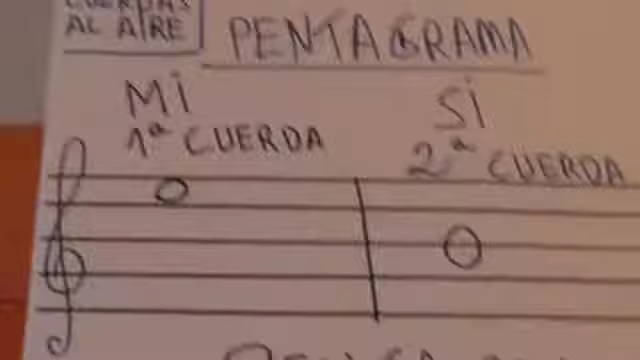 CUERDAS
AL AIRE
PENTAGRAMA
MI
1ª CUERDA
SI
2ª CUERDA